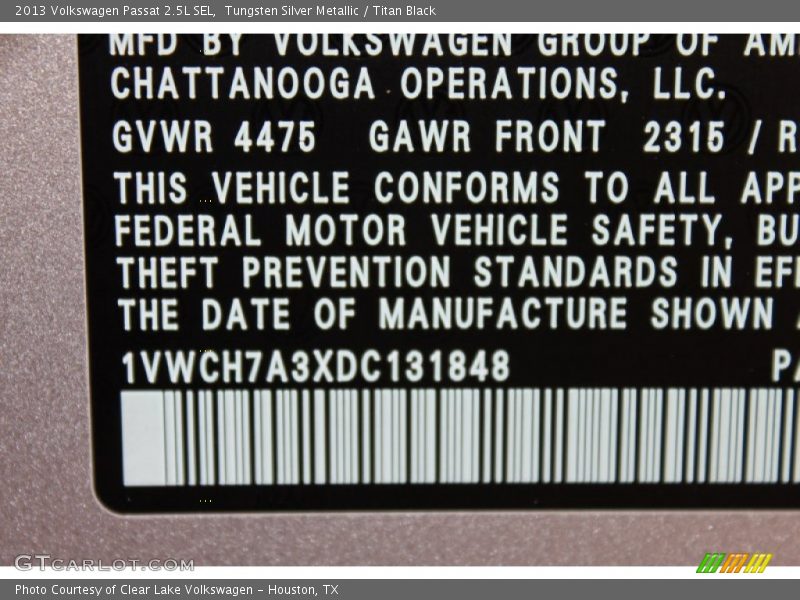 2013 Volkswagen Passat 2.5L SEL,  Tungsten Silver Metallic / Titan Black
MFD BY VOLKSWAGEN GROUP OF AM
CHATTANOOGA OPERATIONS, LLC.
GVWR 4475 GAWR FRONT 2315 / R
THIS VEHICLE CONFORMS TO ALL APP
FEDERAL MOTOR VEHICLE SAFETY, BU
THEFT PREVENTION STANDARDS IN EFF
THE DATE OF MANUFACTURE SHOWN
1VWCH7A3XDC131848 PA
GTCARLOT.COM
Photo Courtesy of Clear Lake Volkswagen – Houston, TX